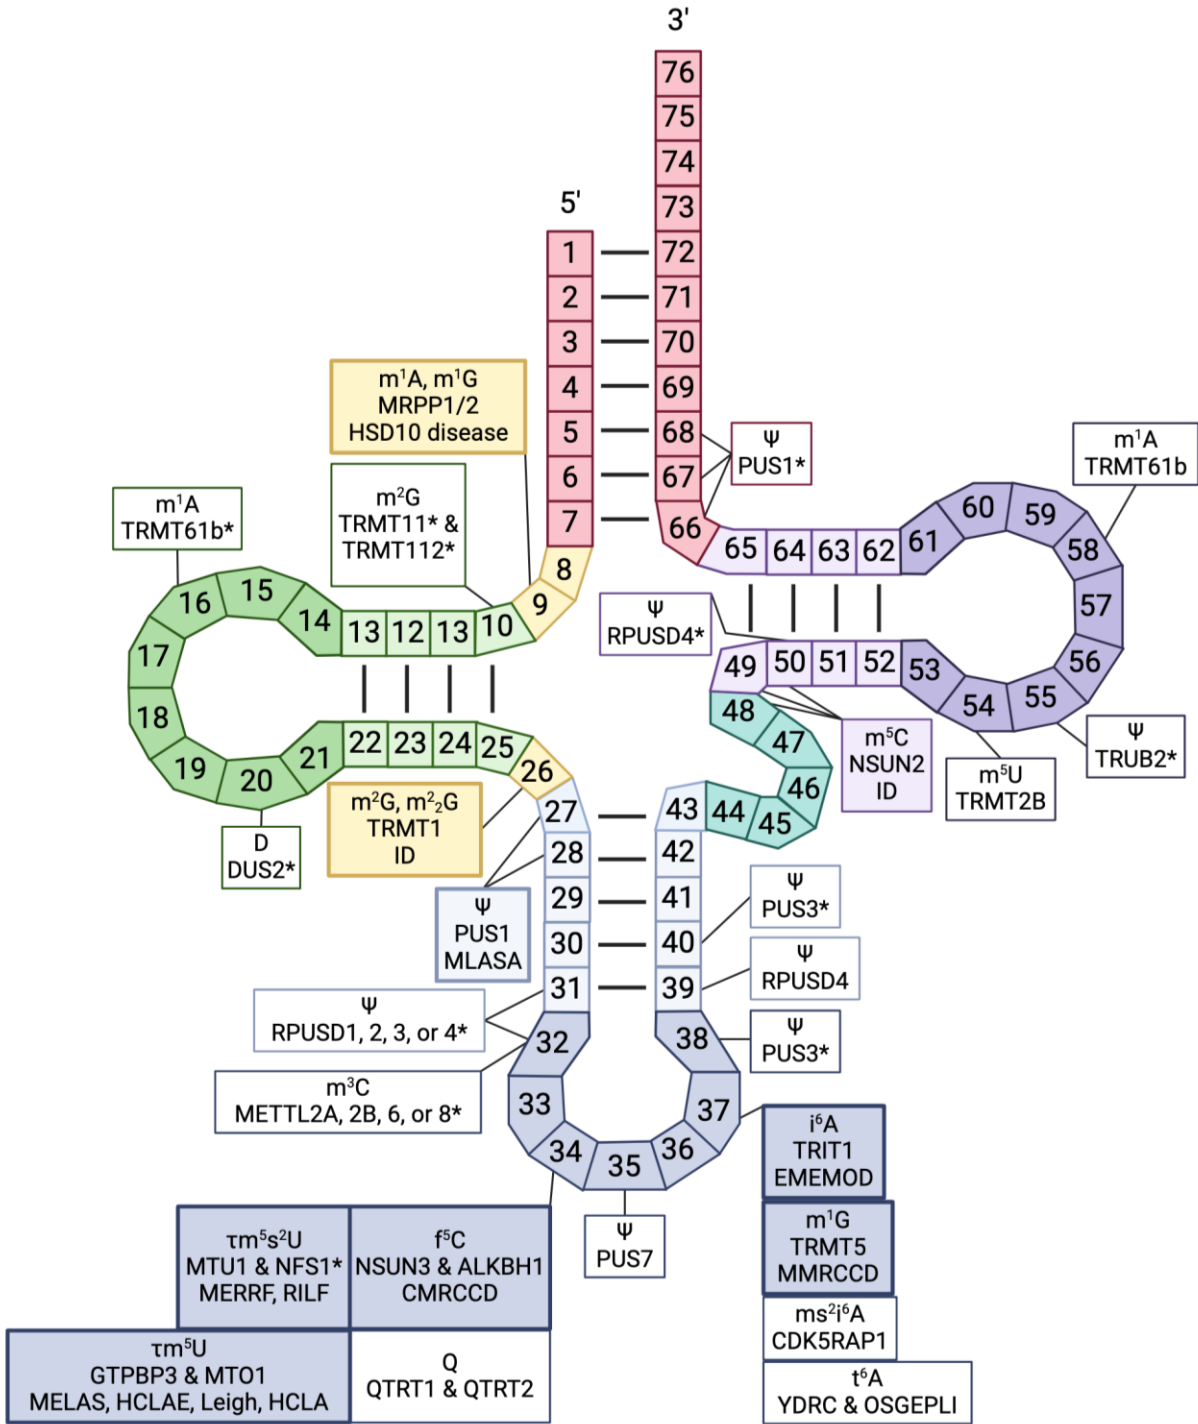 3'
76
75
74
73
5'
1 72
2 71
3 70
4 69
5 68
6 67
7 66
m¹A, m¹G
MRPP1/2
HSD10 disease
Ψ
PUS1*
m¹A
TRMT61b
m²G
TRMT11* &
TRMT112*
m¹A
TRMT61b*
8
9
65 64 63 62 61 60 59 58 57 56 55 54 53 52 51 50 49
16 15 14 13 12 13 10
17
18
19 20 21 22 23 24 25 26
Ψ
RPUSD4*
48
47
46
45
44
43
m⁵C
NSUN2
ID
m⁵U
TRMT2B
Ψ
TRUB2*
D
DUS2*
m²G, m²₂G
TRMT1
ID
27
28 42
29 41
30 40
31 39
Ψ
PUS1
MLASA
Ψ
PUS3*
Ψ
RPUSD4
Ψ
RPUSD1, 2, 3, or 4*
32 38
Ψ
PUS3*
m³C
METTL2A, 2B, 6, or 8*
33 37
34 35 36
i⁶A
TRIT1
EMEMOD
m¹G
TRMT5
MMRCCD
ms²i⁶A
CDK5RAP1
t⁶A
YDRC & OSGEPLI
Ψ
PUS7
τm⁵s²U
MTU1 & NFS1*
MERRF, RILF
f⁵C
NSUN3 & ALKBH1
CMRCCD
τm⁵U
GTPBP3 & MTO1
MELAS, HCLAE, Leigh, HCLA
Q
QTRT1 & QTRT2